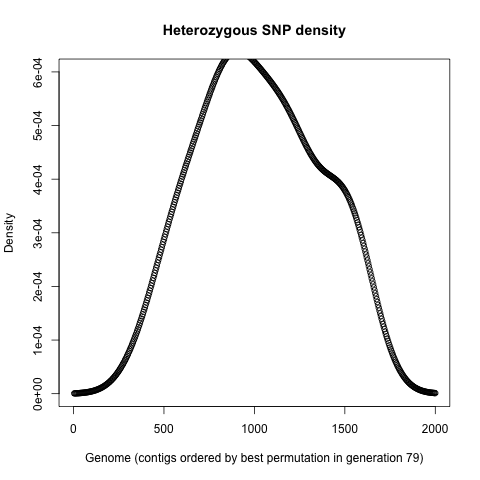 Heterozygous SNP density
Density
6e-04
5e-04
4e-04
3e-04
2e-04
1e-04
0e+00
0 500 1000 1500 2000
Genome (contigs ordered by best permutation in generation 79)